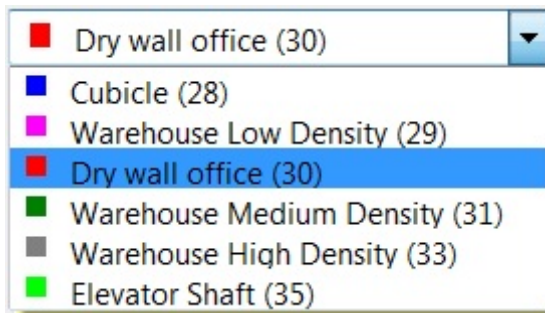 Dry wall office (30)
Cubicle (28)
Warehouse Low Density (29)
Dry wall office (30)
Warehouse Medium Density (31)
Warehouse High Density (33)
Elevator Shaft (35)